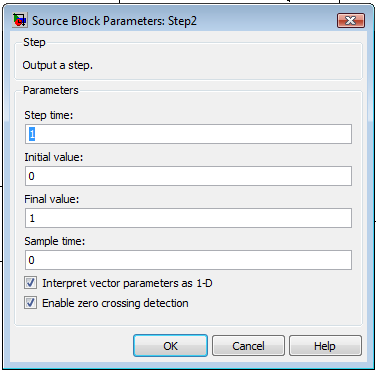 Source Block Parameters: Step2
Step
Output a step.
Parameters
Step time:
1
Initial value:
0
Final value:
1
Sample time:
0
Interpret vector parameters as 1-D
Enable zero crossing detection
OK Cancel Help